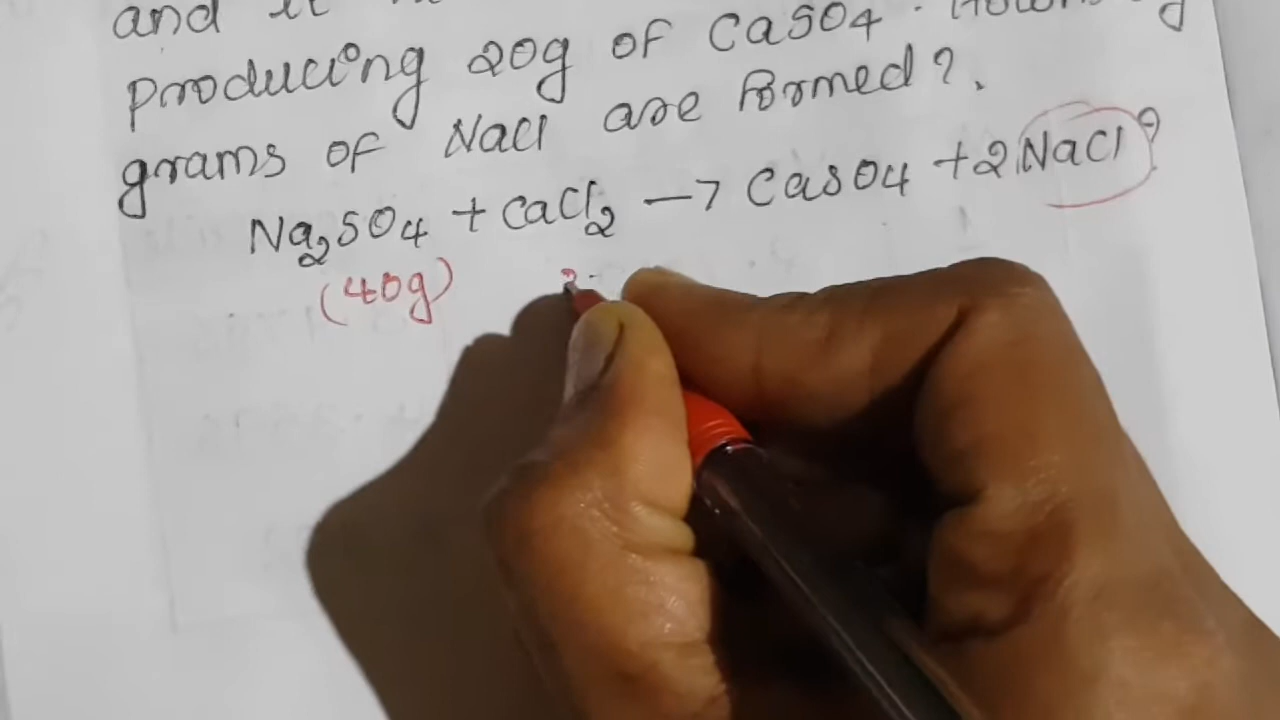 and it
Producing 20g of CaSO4.
grams of NaCl are formed?.
Na2SO4 + CaCl2 → CaSO4 + 2NaCl?
(40g)